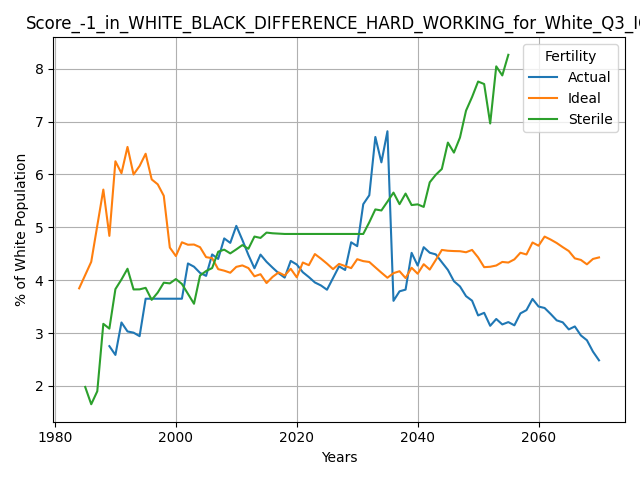 Score_-1_in_WHITE_BLACK_DIFFERENCE_HARD_WORKING_for_White_Q3_IQ
8
7
6
5
4
3
2
% of White Population
Fertility
Actual
Ideal
Sterile
1980 2000 2020 2040 2060
Years